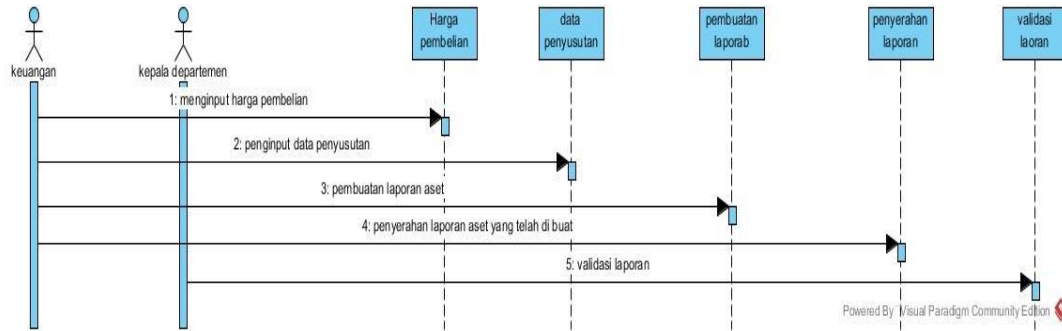 Harga
pembelian
data
penyusutan
pembuatan
laporab
penyerahan
laporan
validasi
laoran
keuangan
kepala departemen
1: menginput harga pembelian
2: penginput data penyusutan
3: pembuatan laporan aset
4: penyerahan laporan aset yang telah di buat
5: validasi laporan
Powered By Visual Paradigm Community Edition